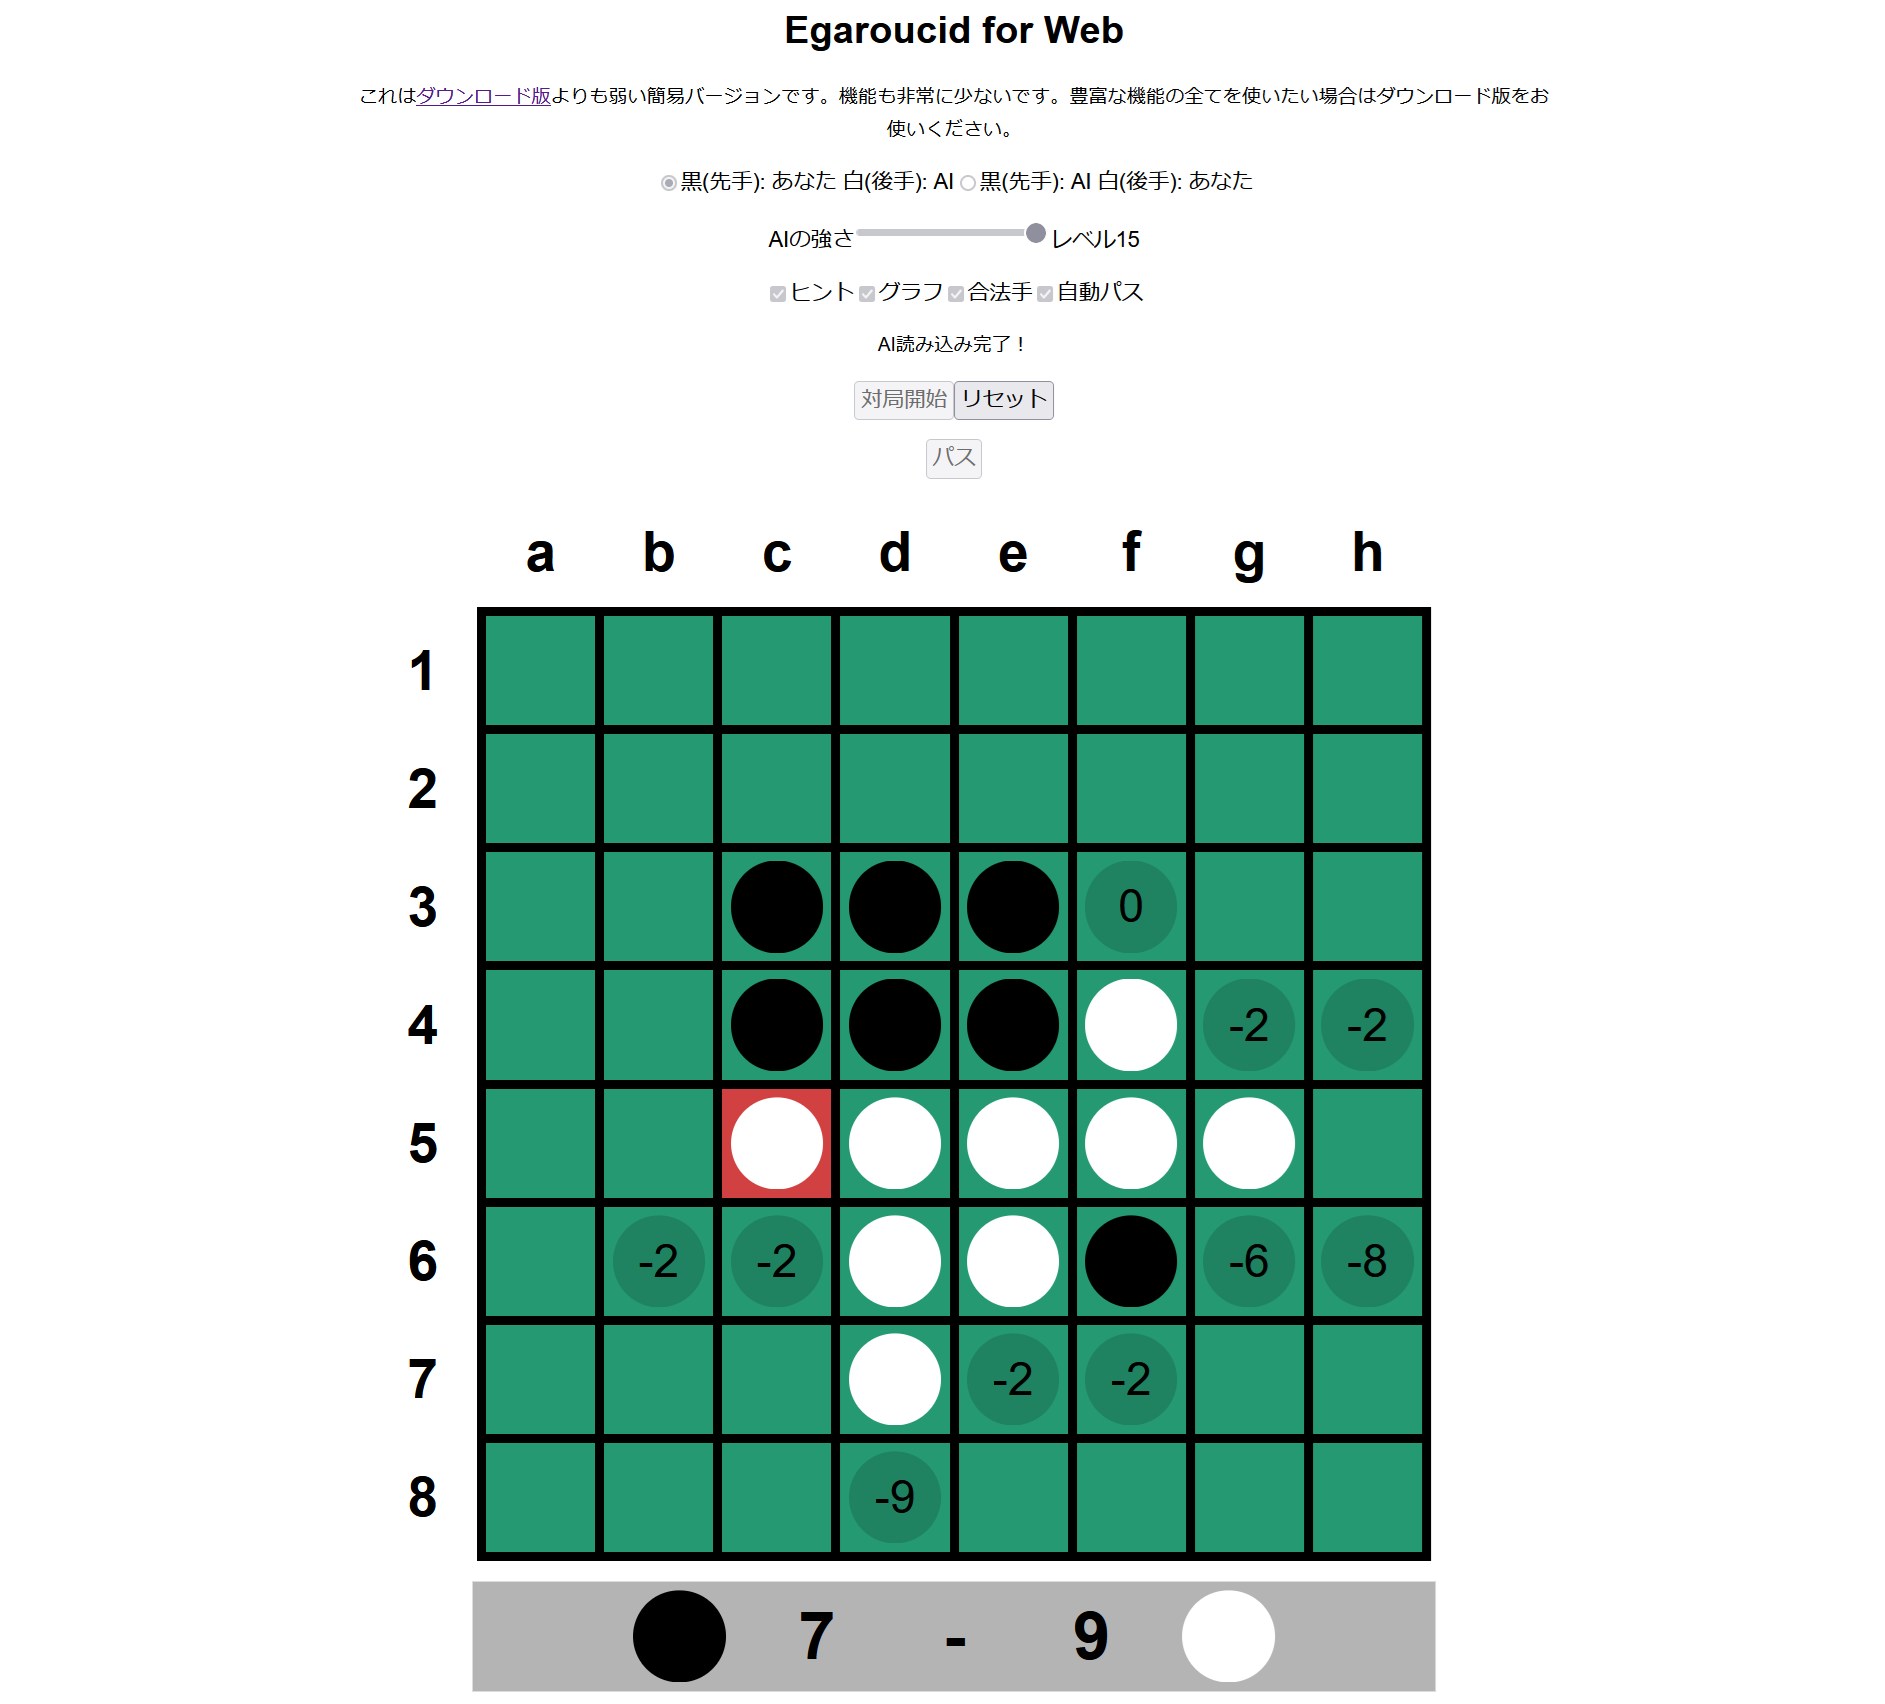 Egaroucid for Web
これはダウンロード版よりも弱い簡易バージョンです。機能も非常に少ないです。豊富な機能の全てを使いたい場合はダウンロード版をお
使いください。
黒(先手): あなた 白(後手): AI 黒(先手): AI 白(後手): あなた
AIの強さ レベル15
ヒント グラフ 合法手 自動パス
AI読み込み完了！
対局開始 リセット
パス
a b c d e f g h
1
2
3 0
4 -2 -2
5
6 -2 -2 -6 -8
7 -2 -2
8 -9
7 - 9